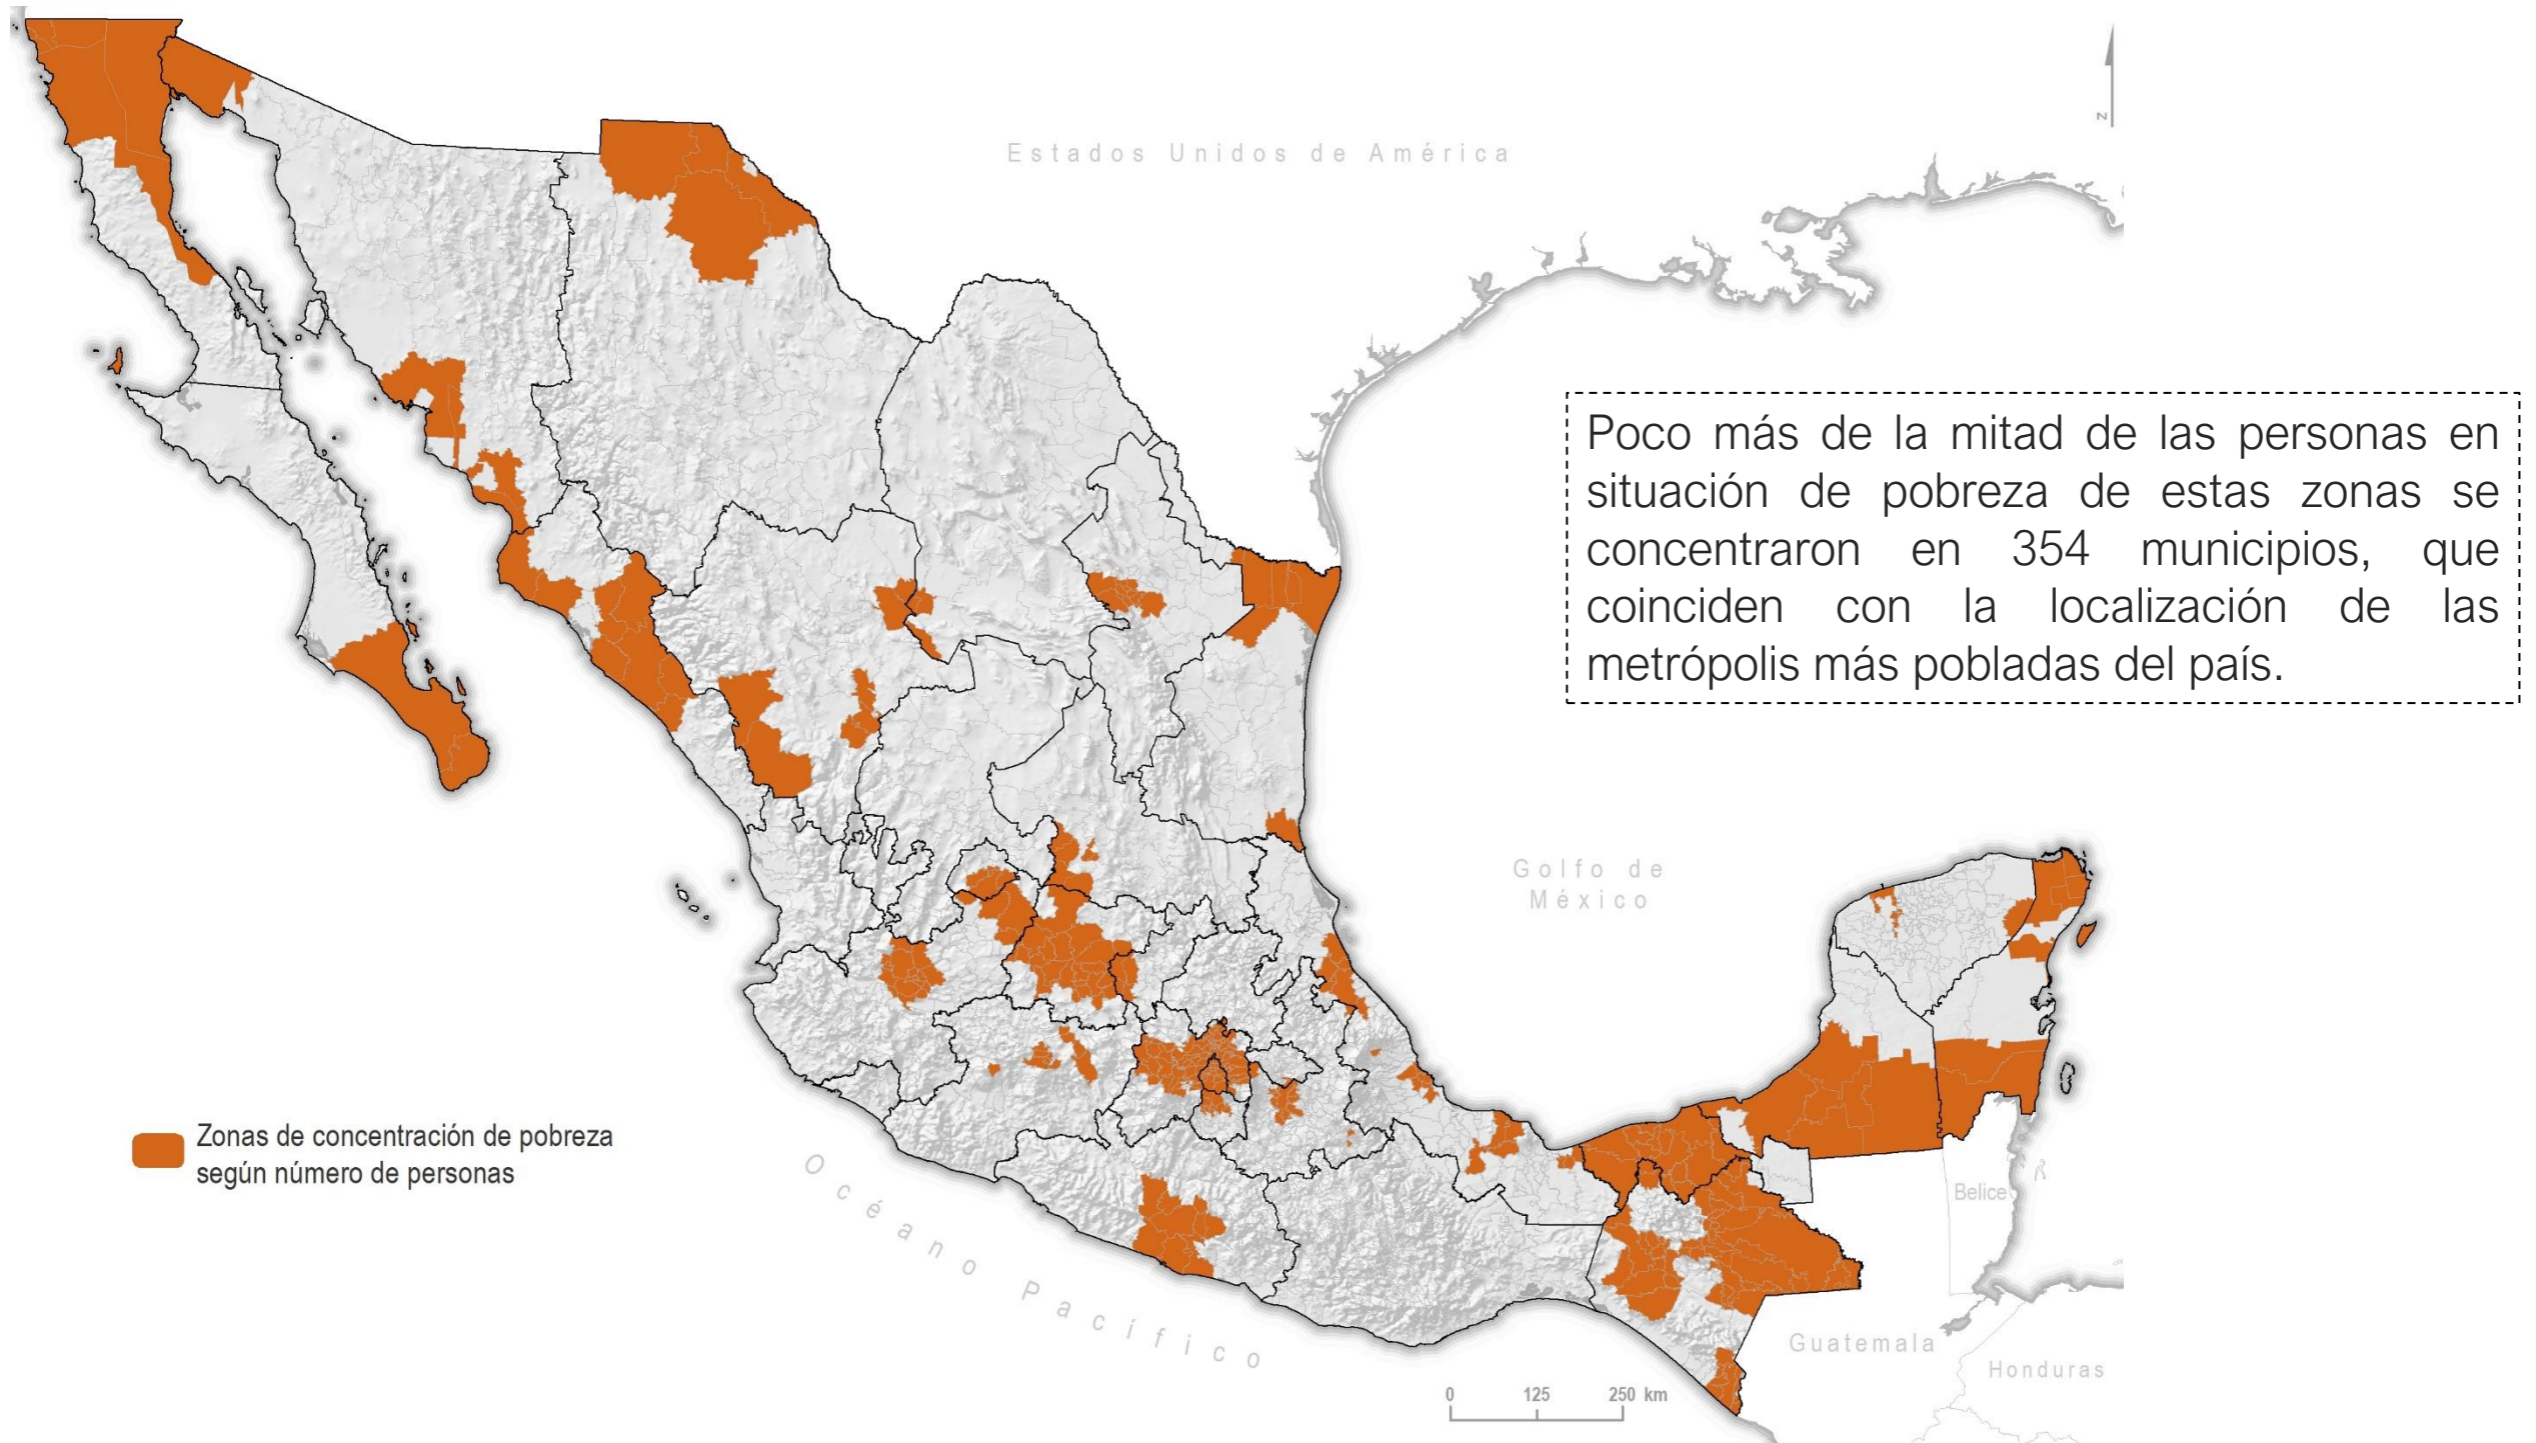 Estados Unidos de América
N
Poco más de la mitad de las personas en
situación de pobreza de estas zonas se
concentraron en 354 municipios, que
coinciden con la localización de las
metrópolis más pobladas del país.
Golfo de
México
Zonas de concentración de pobreza
según número de personas
Océano Pacífico
Belice
Guatemala
Honduras
0 125 250 km